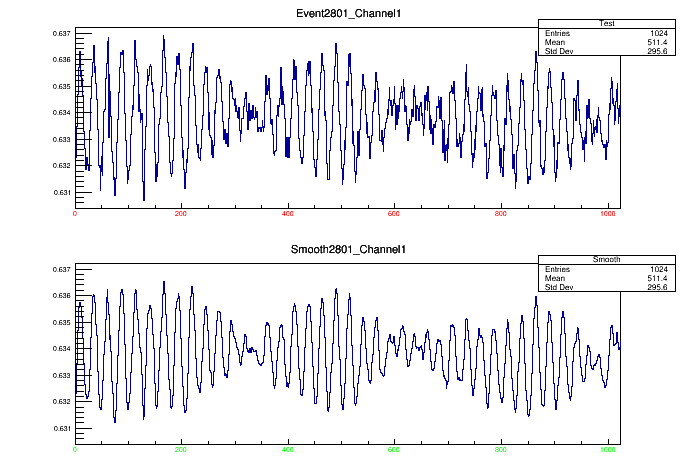 Event2801_Channel1
Test
Entries 1024
Mean 511.4
Std Dev 295.6
0.637
0.636
0.635
0.634
0.633
0.632
0.631
0 200 400 600 800 1000
Smooth2801_Channel1
Smooth
Entries 1024
Mean 511.4
Std Dev 295.6
0.637
0.636
0.635
0.634
0.633
0.632
0.631
0 200 400 600 800 1000